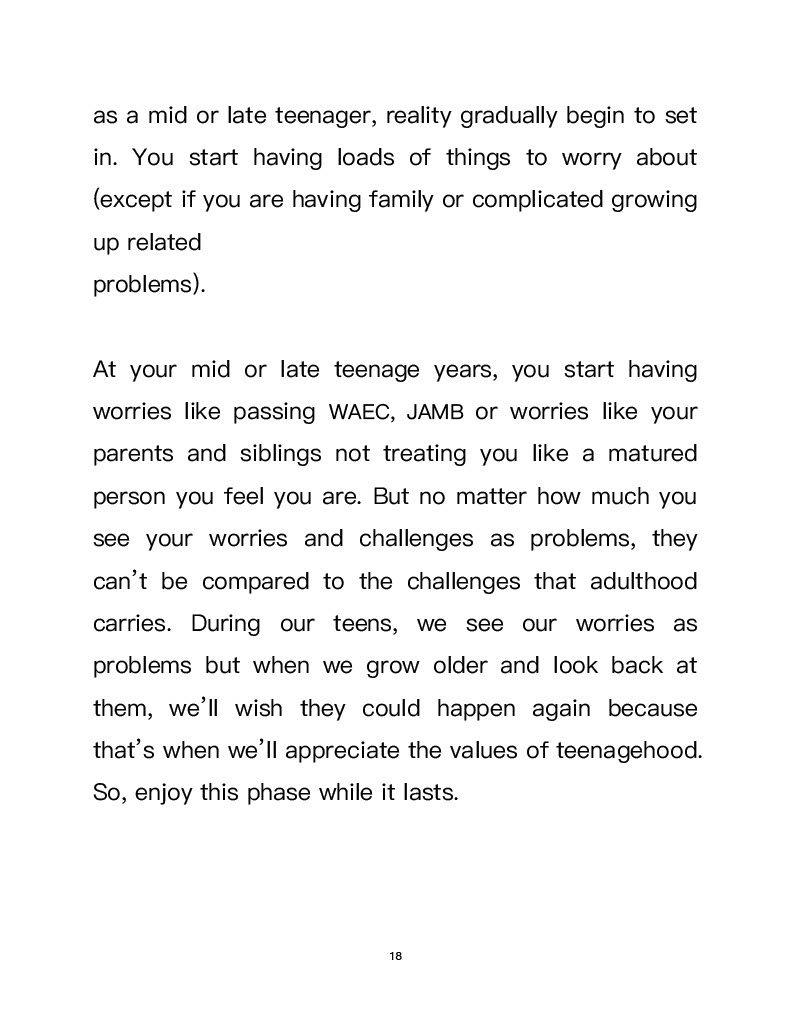 as a mid or late teenager, reality gradually begin to set
in. You start having loads of things to worry about
(except if you are having family or complicated growing
up related
problems).
At your mid or late teenage years, you start having
worries like passing WAEC, JAMB or worries like your
parents and siblings not treating you like a matured
person you feel you are. But no matter how much you
see your worries and challenges as problems, they
can’t be compared to the challenges that adulthood
carries. During our teens, we see our worries as
problems but when we grow older and look back at
them, we’ll wish they could happen again because
that’s when we’ll appreciate the values of teenagehood.
So, enjoy this phase while it lasts.
18